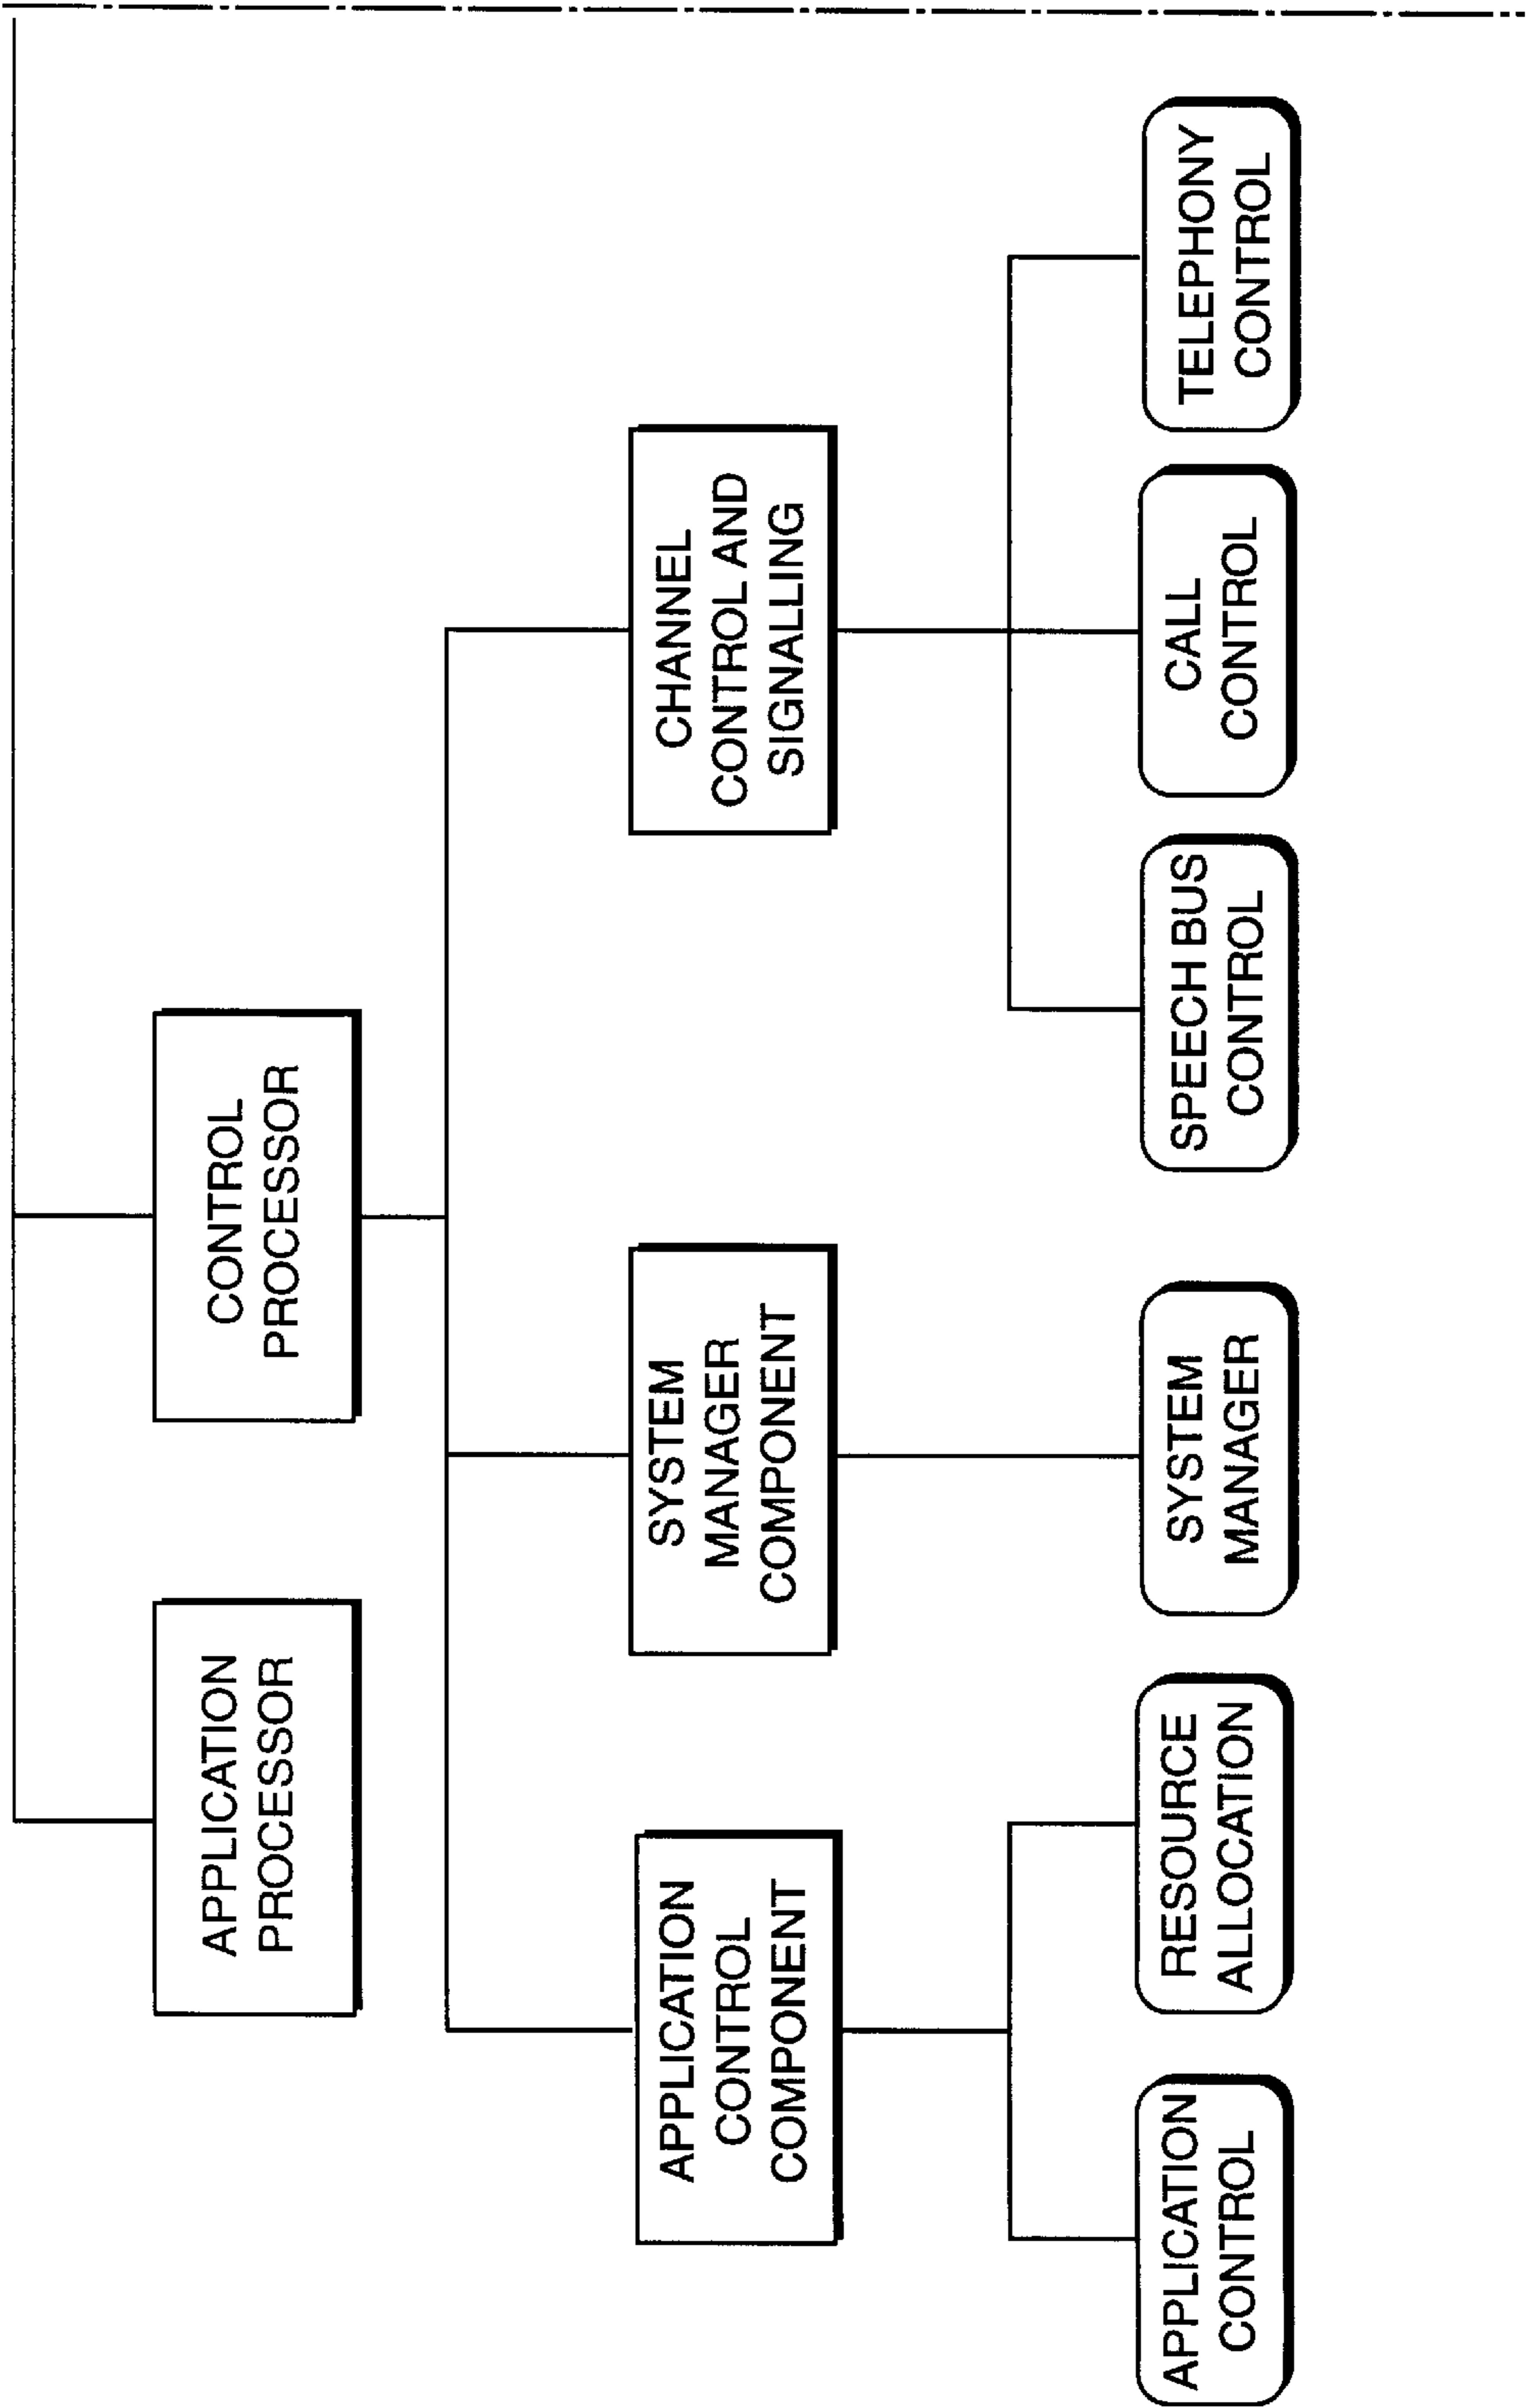 APPLICATION
PROCESSOR
CONTROL
PROCESSOR
APPLICATION
CONTROL
COMPONENT
SYSTEM
MANAGER
COMPONENT
CHANNEL
CONTROL AND
SIGNALLING
APPLICATION
CONTROL
RESOURCE
ALLOCATION
SYSTEM
MANAGER
SPEECH BUS
CONTROL
CALL
CONTROL
TELEPHONY
CONTROL